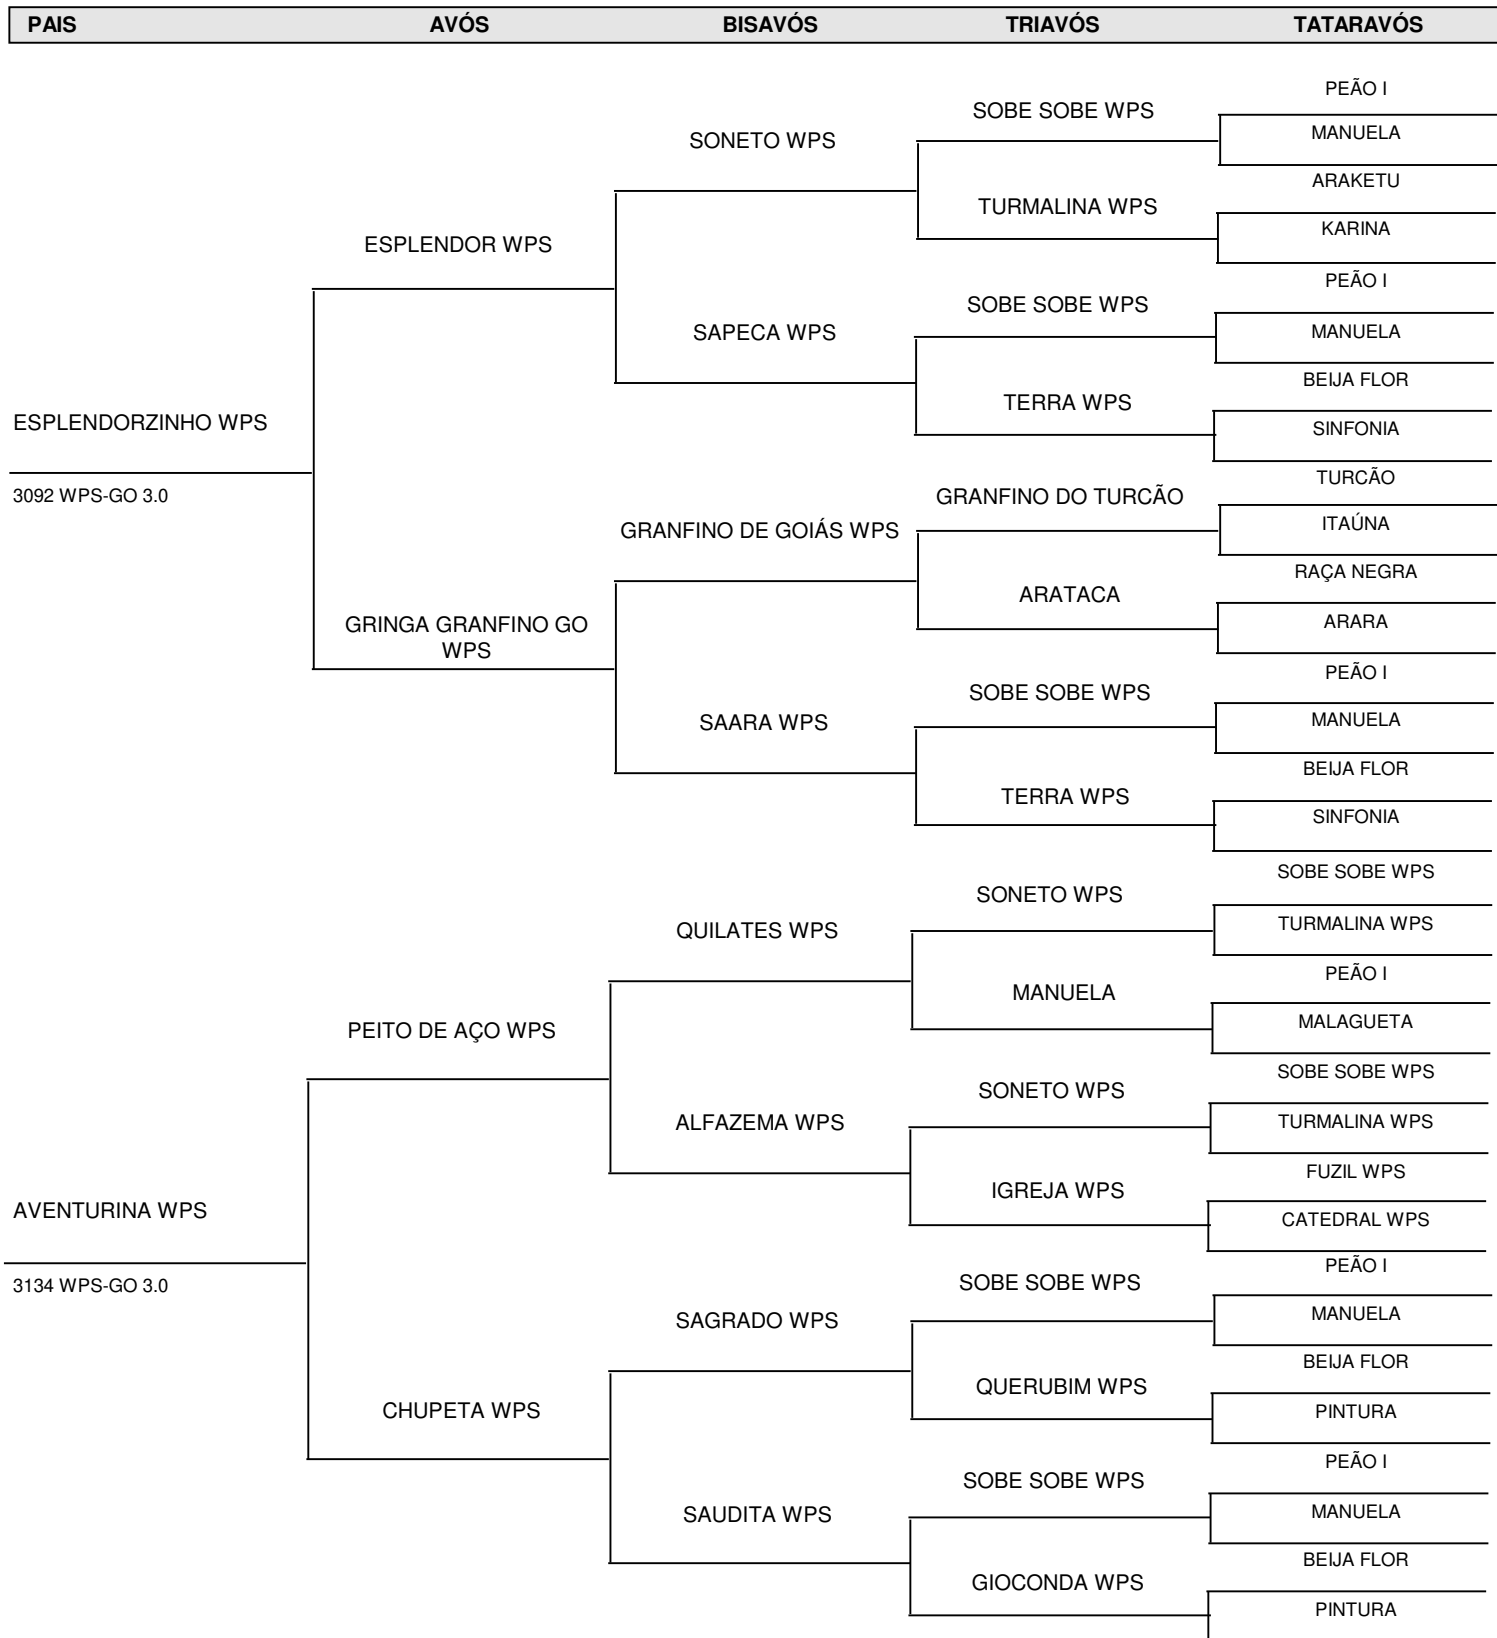 PAIS AVÓS BISAVÓS TRIAVÓS TATARAVÓS
PEÃO I
SOBE SOBE WPS
MANUELA
SONETO WPS
ARAKETU
TURMALINA WPS
KARINA
ESPLENDOR WPS
PEÃO I
SOBE SOBE WPS
MANUELA
SAPECA WPS
BEIJA FLOR
TERRA WPS
SINFONIA
ESPLENDORZINHO WPS
3092 WPS-GO 3.0
TURCÃO
GRANFINO DO TURCÃO
ITAÚNA
GRANFINO DE GOIÁS WPS
RAÇA NEGRA
ARATACA
ARARA
GRINGA GRANFINO GO
WPS
PEÃO I
SOBE SOBE WPS
MANUELA
SAARA WPS
BEIJA FLOR
TERRA WPS
SINFONIA
SOBE SOBE WPS
SONETO WPS
TURMALINA WPS
QUILATES WPS
PEÃO I
MANUELA
MALAGUETA
PEITO DE AÇO WPS
SOBE SOBE WPS
SONETO WPS
TURMALINA WPS
ALFAZEMA WPS
FUZIL WPS
IGREJA WPS
CATEDRAL WPS
AVENTURINA WPS
3134 WPS-GO 3.0
PEÃO I
SOBE SOBE WPS
MANUELA
SAGRADO WPS
BEIJA FLOR
QUERUBIM WPS
PINTURA
CHUPETA WPS
PEÃO I
SOBE SOBE WPS
MANUELA
SAUDITA WPS
BEIJA FLOR
GIOCONDA WPS
PINTURA